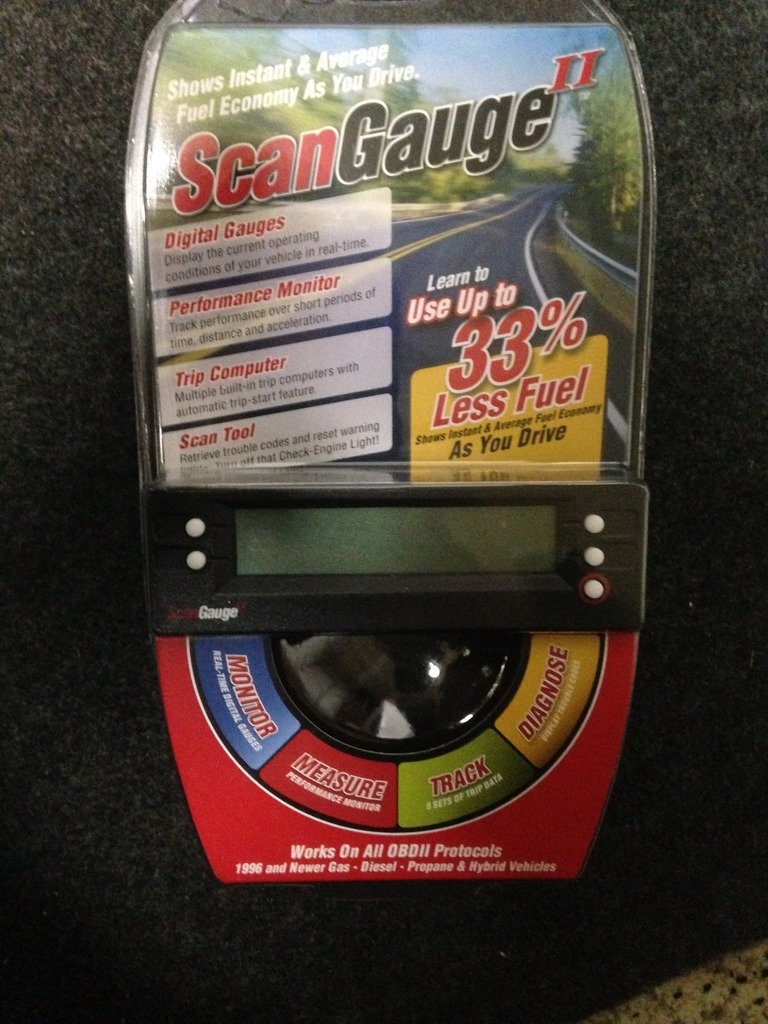 Shows Instant & Average
Fuel Economy As You Drive.
ScanGauge II
Digital Gauges
Display the current operating
conditions of your vehicle in real-time.
Performance Monitor
Track performance over short periods of
time, distance and acceleration.
Trip Computer
Multiple built-in trip computers with
automatic trip-start feature.
Scan Tool
Retrieve trouble codes and reset warning
lights. Turn off that Check-Engine Light!
Learn to
Use Up to
33%
Less Fuel
Shows Instant & Average Fuel Economy
As You Drive
ScanGauge II
MONITOR
REAL-TIME DIGITAL GAUGES
MEASURE
PERFORMANCE MONITOR
TRACK
5 SETS OF TRIP DATA
DIAGNOSE
TROUBLE CODES
Works On All OBDII Protocols
1996 and Newer Gas - Diesel - Propane & Hybrid Vehicles